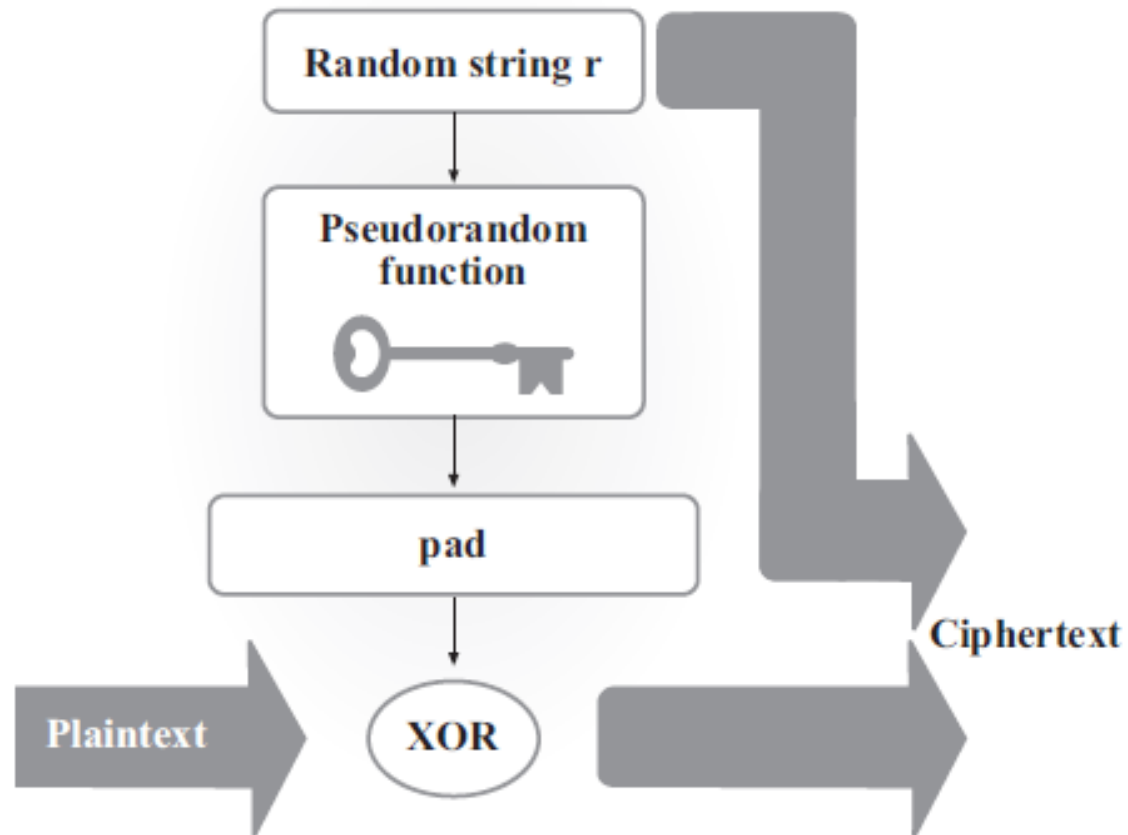 Random string r
Pseudorandom
function
pad
Ciphertext
Plaintext
XOR